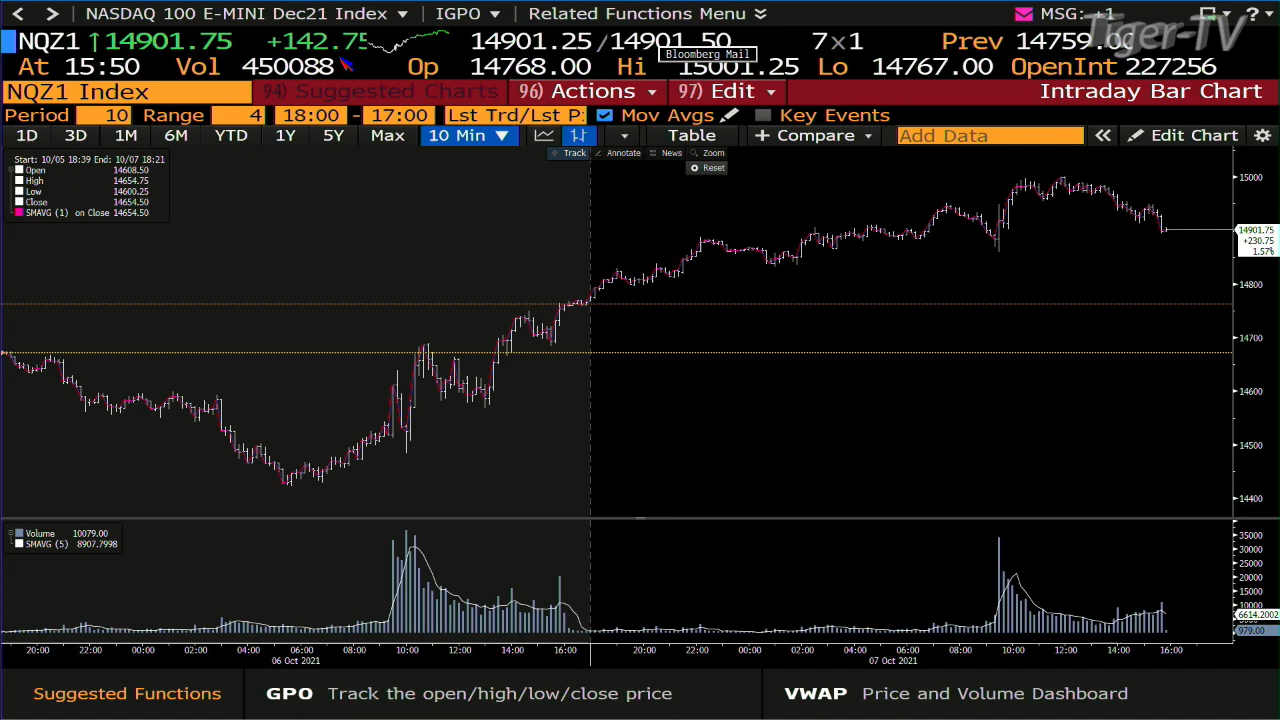 < > NASDAQ 100 E-MINI Dec21 Index IGPO Related Functions Menu MSG: +1 ?
Tiger-TV
NQZ1 ↑14901.75 +142.75 14901.25/14901.50 7x1 Prev 14759.00
Bloomberg Mail
At 15:50 Vol 450088 Op 14768.00 Hi 15001.25 Lo 14767.00 OpenInt 227256
NQZ1 Index 94) Suggested Charts 96) Actions 97) Edit Intraday Bar Chart
Period 10 Range 4 18:00 - 17:00 Lst Trd/Lst P: Mov Avgs Key Events
1D 3D 1M 6M YTD 1Y 5Y Max 10 Min ▼ Table + Compare Add Data « Edit Chart
Track Annotate News Zoom
Reset
Start: 10/05 18:39 End: 10/07 18:21
Open 14608.50
High 14654.75
Low 14600.25
Close 14654.50
SMAVG (1) on Close 14654.50
15000
14901.75
+230.75
1.57%
14800
14700
14600
14500
14400
Volume 10079.00
SMAVG (5) 8907.7998
35000
30000
25000
20000
15000
10000
6614.2002
979.00
20:00 22:00 00:00 02:00 04:00 06:00 08:00 10:00 12:00 14:00 16:00 20:00 22:00 00:00 02:00 04:00 06:00 08:00 10:00 12:00 14:00 16:00
06 Oct 2021 07 Oct 2021
Suggested Functions GPO Track the open/high/low/close price VWAP Price and Volume Dashboard